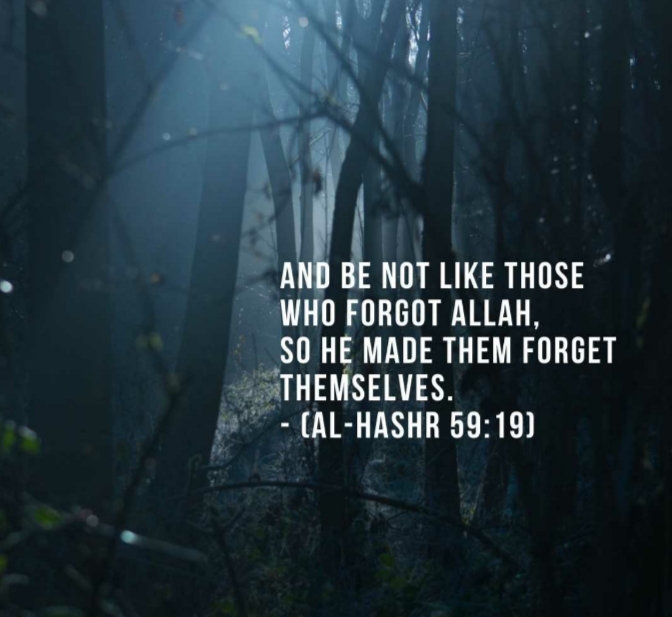 AND BE NOT LIKE THOSE
WHO FORGOT ALLAH,
SO HE MADE THEM FORGET
THEMSELVES.
- (AL-HASHR 59:19)